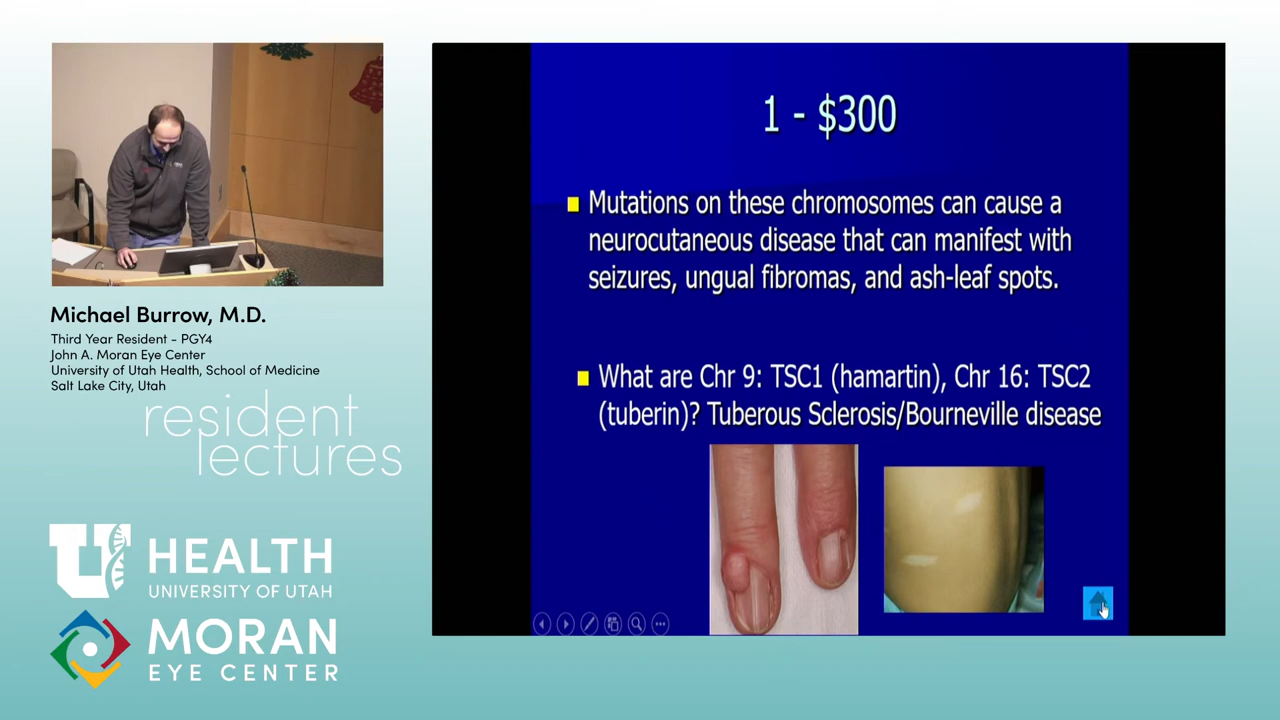 Michael Burrow, M.D.
Third Year Resident - PGY4
John A. Moran Eye Center
University of Utah Health, School of Medicine
Salt Lake City, Utah
resident
lectures
U HEALTH
UNIVERSITY OF UTAH
MORAN
EYE CENTER
1 - $300
Mutations on these chromosomes can cause a
neurocutaneous disease that can manifest with
seizures, ungual fibromas, and ash-leaf spots.
What are Chr 9: TSC1 (hamartin), Chr 16: TSC2
(tuberin)? Tuberous Sclerosis/Bourneville disease